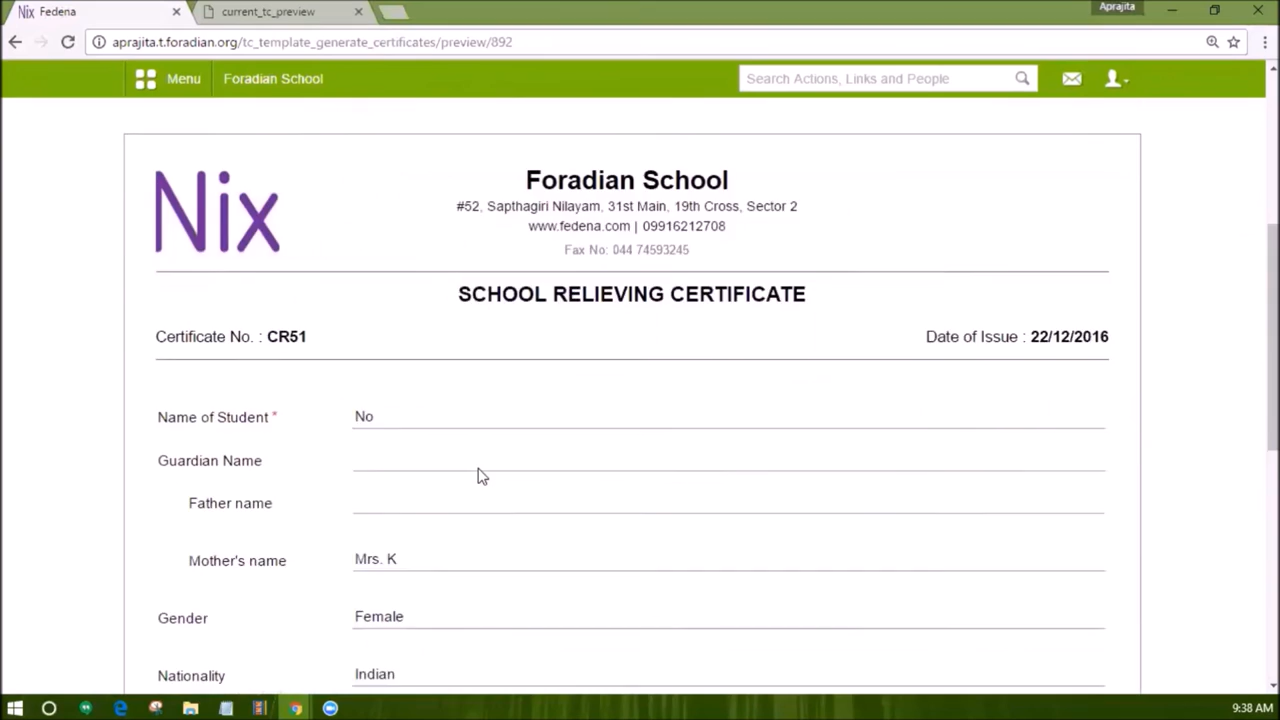 Nix Fedena
current_tc_preview
Aprajita
aprajita.t.foradian.org/tc_template_generate_certificates/preview/892
Menu
Foradian School
Search Actions, Links and People
Nix
Foradian School
#52, Sapthagiri Nilayam, 31st Main, 19th Cross, Sector 2
www.fedena.com | 09916212708
Fax No: 044 74593245
SCHOOL RELIEVING CERTIFICATE
Certificate No. : CR51
Date of Issue : 22/12/2016
Name of Student * No
Guardian Name
Father name
Mother's name Mrs. K
Gender Female
Nationality Indian
9:38 AM